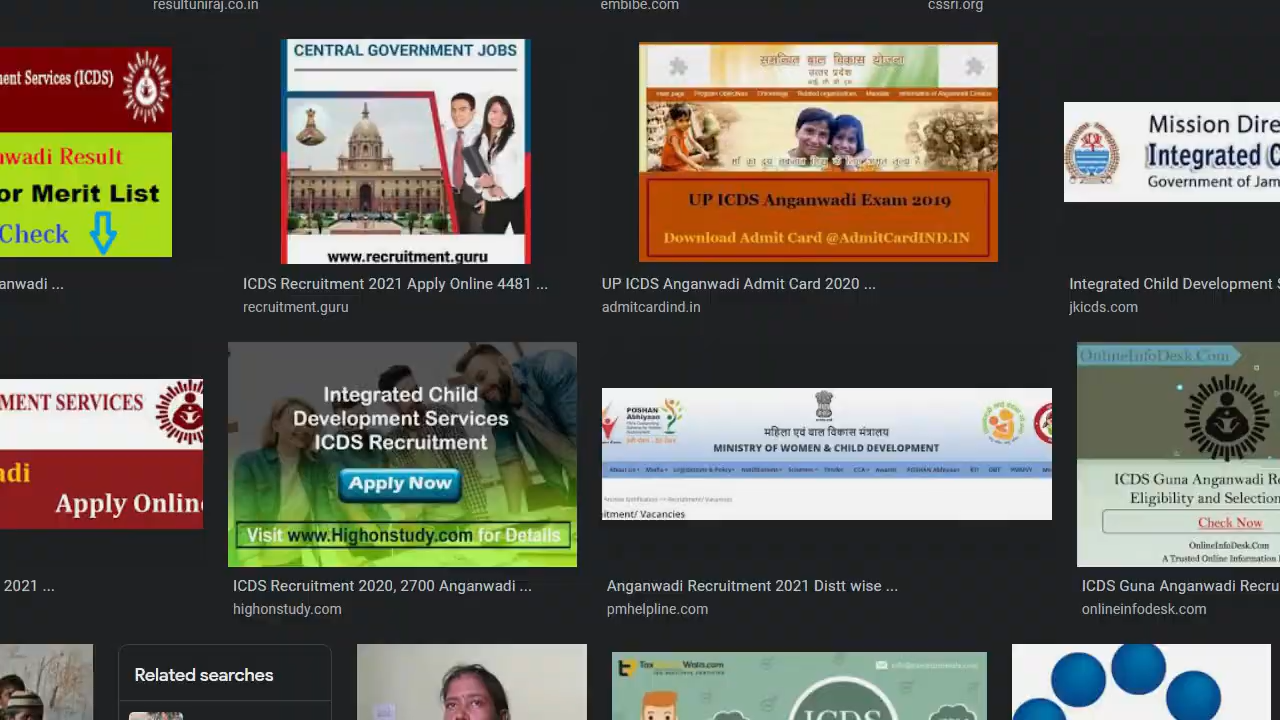 resultuniraj.co.in
embibe.com
cssri.org
ment Services (ICDS)
nwadi Result
or Merit List
Check
anwadi ...
CENTRAL GOVERNMENT JOBS
www.recruitment.guru
ICDS Recruitment 2021 Apply Online 4481 ...
recruitment.guru
समन्वित बाल विकास योजना
उत्तर प्रदेश
UP ICDS Anganwadi Exam 2019
Download Admit Card @AdmitCardIND.IN
UP ICDS Anganwadi Admit Card 2020 ...
admitcardind.in
Mission Dire
Integrated C
Government of Jam
Integrated Child Development S
jkicds.com
MENT SERVICES
adi
Apply Online
2021 ...
Integrated Child
Development Services
ICDS Recruitment
Apply Now
Visit www.Highonstudy.com for Details
ICDS Recruitment 2020, 2700 Anganwadi ...
highonstudy.com
POSHAN
Abhiyaan
महिला एवं बाल विकास मंत्रालय
MINISTRY OF WOMEN & CHILD DEVELOPMENT
itment/ Vacancies
Anganwadi Recruitment 2021 Distt wise ...
pmhelpline.com
OnlineInfoDesk.Com
ICDS Guna Anganwadi Re
Eligibility and Selection
Check Now
OnlineInfoDesk.Com
A Trusted Online Information
ICDS Guna Anganwadi Recru
onlineinfodesk.com
Related searches
ICDS